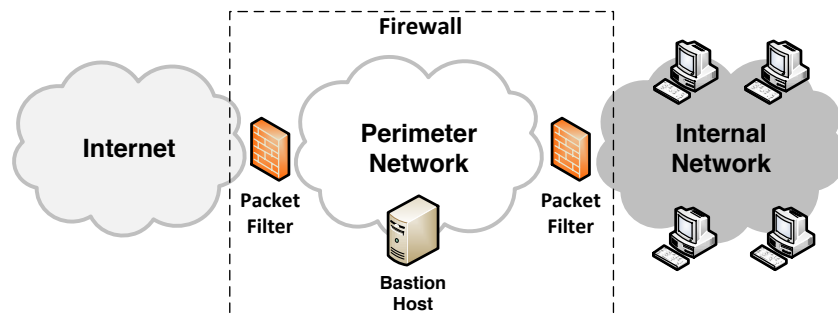 Firewall
Internet
Perimeter
Network
Internal
Network
Packet
Filter
Packet
Filter
Bastion
Host